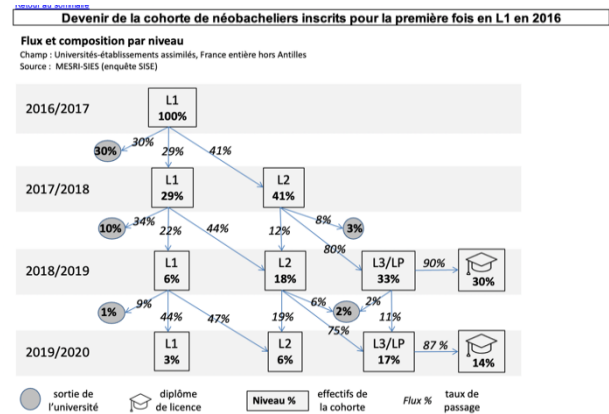 Retour au sommaire
Devenir de la cohorte de néobacheliers inscrits pour la première fois en L1 en 2016
Flux et composition par niveau
Champ : Universités-établissements assimilés, France entière hors Antilles
Source : MESRI-SIES (enquête SISE)
2016/2017
L1
100%
30%
30%
29%
41%
2017/2018
L1
29%
L2
41%
10%
34%
22%
44%
12%
8%
3%
80%
2018/2019
L1
6%
L2
18%
L3/LP
33%
90%
30%
1%
9%
44%
47%
19%
6%
2%
2%
75%
11%
2019/2020
L1
3%
L2
6%
L3/LP
17%
87 %
14%
sortie de
l'université
diplôme
de licence
Niveau %
effectifs de
la cohorte
Flux %
taux de
passage